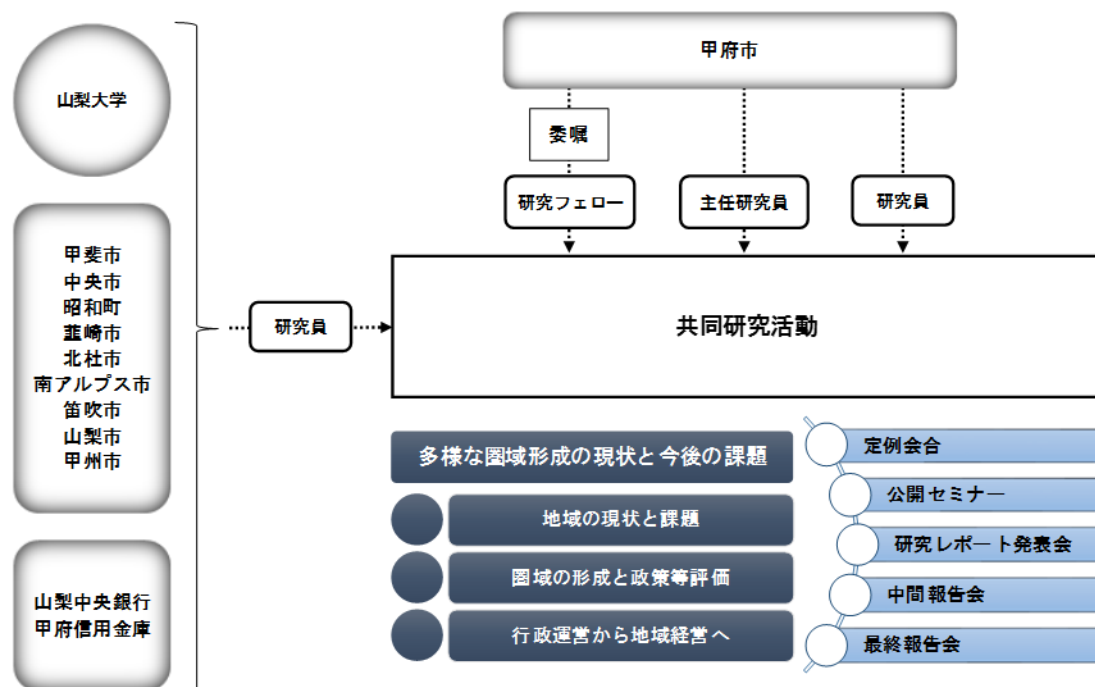 山梨大学
甲斐市
中央市
昭和町
韮崎市
北杜市
南アルプス市
笛吹市
山梨市
甲州市
山梨中央銀行
甲府信用金庫
研究員
甲府市
委嘱
研究フェロー
主任研究員
研究員
共同研究活動
多様な圏域形成の現状と今後の課題
地域の現状と課題
圏域の形成と政策等評価
行政運営から地域経営へ
定例会合
公開セミナー
研究レポート発表会
中間報告会
最終報告会